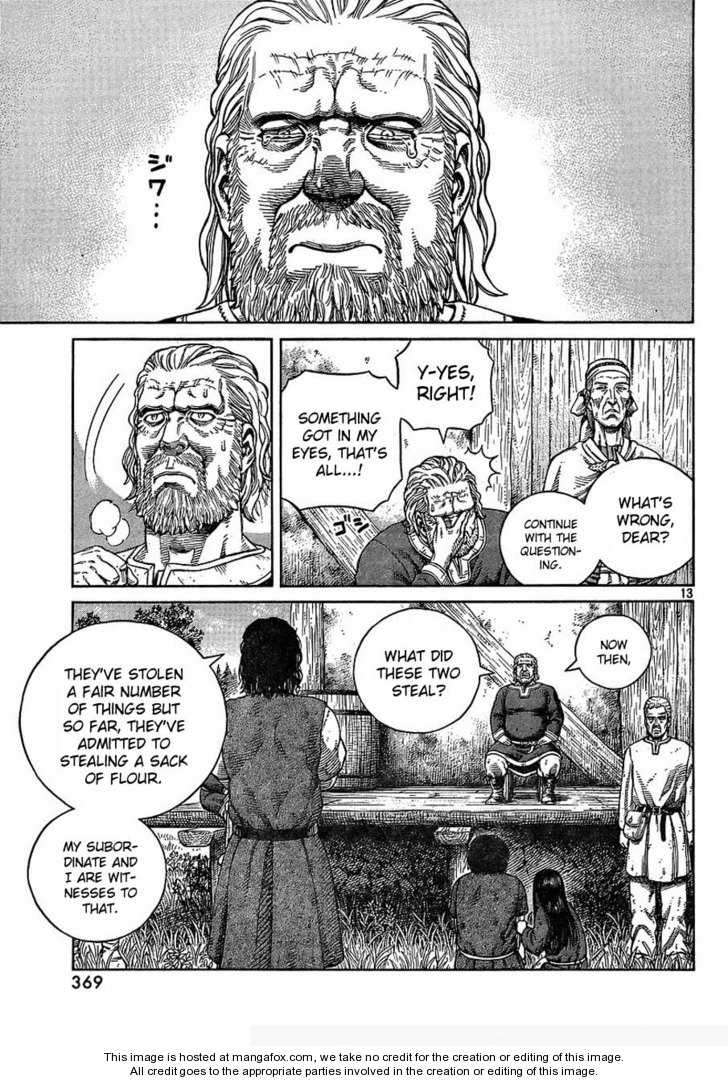 ジワ…
Y-YES,
RIGHT!
SOMETHING
GOT IN MY
EYES, THAT'S
ALL...!
ゴシ
WHAT'S
WRONG,
DEAR?
CONTINUE
WITH THE
QUESTION-
ING.
13
NOW
THEN,
WHAT DID
THESE TWO
STEAL?
THEY'VE STOLEN
A FAIR NUMBER
OF THINGS BUT
SO FAR, THEY'VE
ADMITTED TO
STEALING A SACK
OF FLOUR.
MY SUBOR-
DINATE AND
I ARE WIT-
NESSES TO
THAT.
369
This image is hosted at mangafox.com, we take no credit for the creation or editing of this image.
All credit goes to the appropriate parties involved in the creation or editing of this image.